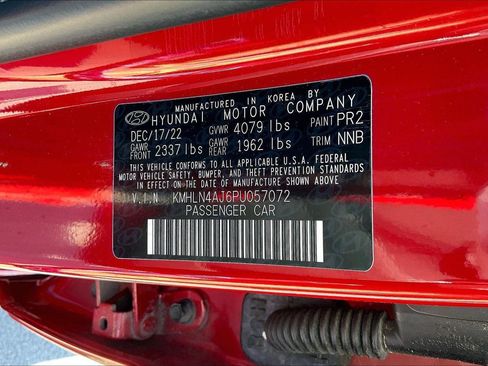 MANUFACTURED IN KOREA BY
HYUNDAI MOTOR COMPANY
DEC/17/22 GVWR 4079 lbs PAINT PR2
GAWR FRONT 2337 lbs GAWR REAR 1962 lbs TRIM NNB
THIS VEHICLE CONFORMS TO ALL APPLICABLE U.S.A. FEDERAL
MOTOR VEHICLE SAFETY, BUMPER, AND THEFT PREVENTION
STANDARDS IN EFFECT ON THE DATE OF MANUFACTURE SHOWN ABOVE.
V.I.N KMHLN4AJ6PU057072
PASSENGER CAR